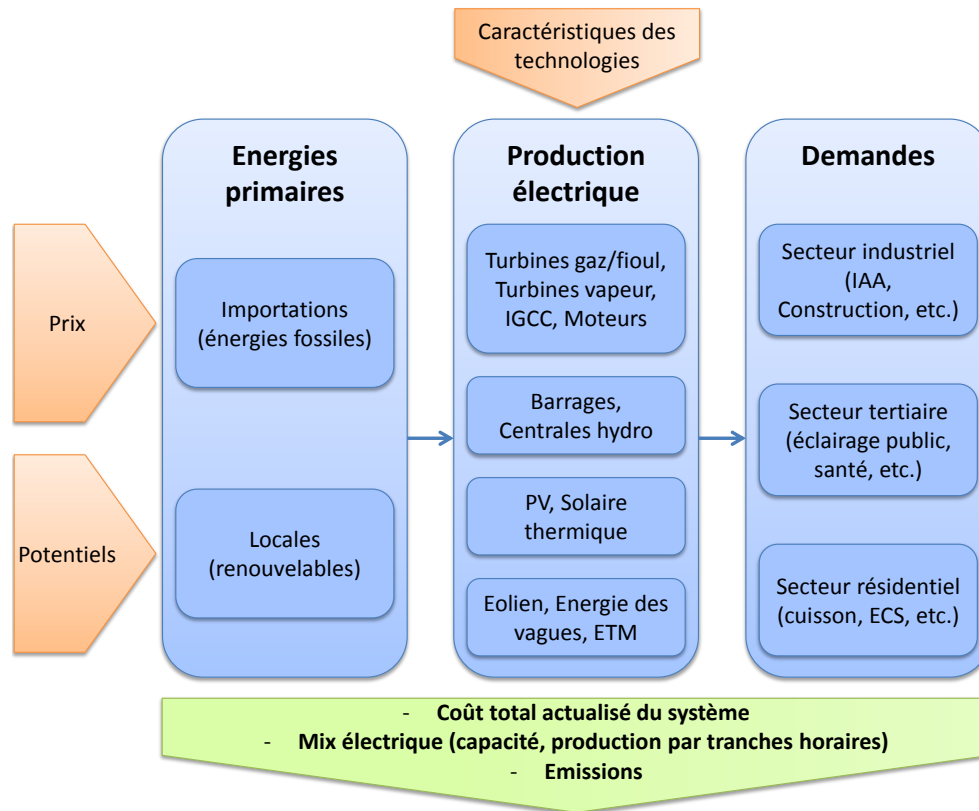 Caractéristiques des
technologies
Energies
primaires
Production
électrique
Demandes
Prix
Potentiels
Importations
(énergies fossiles)
Locales
(renouvelables)
Turbines gaz/fioul,
Turbines vapeur,
IGCC, Moteurs
Barrages,
Centrales hydro
PV, Solaire
thermique
Eolien, Energie des
vagues, ETM
Secteur industriel
(IAA,
Construction, etc.)
Secteur tertiaire
(éclairage public,
santé, etc.)
Secteur résidentiel
(cuisson, ECS, etc.)
- Coût total actualisé du système
- Mix électrique (capacité, production par tranches horaires)
- Emissions